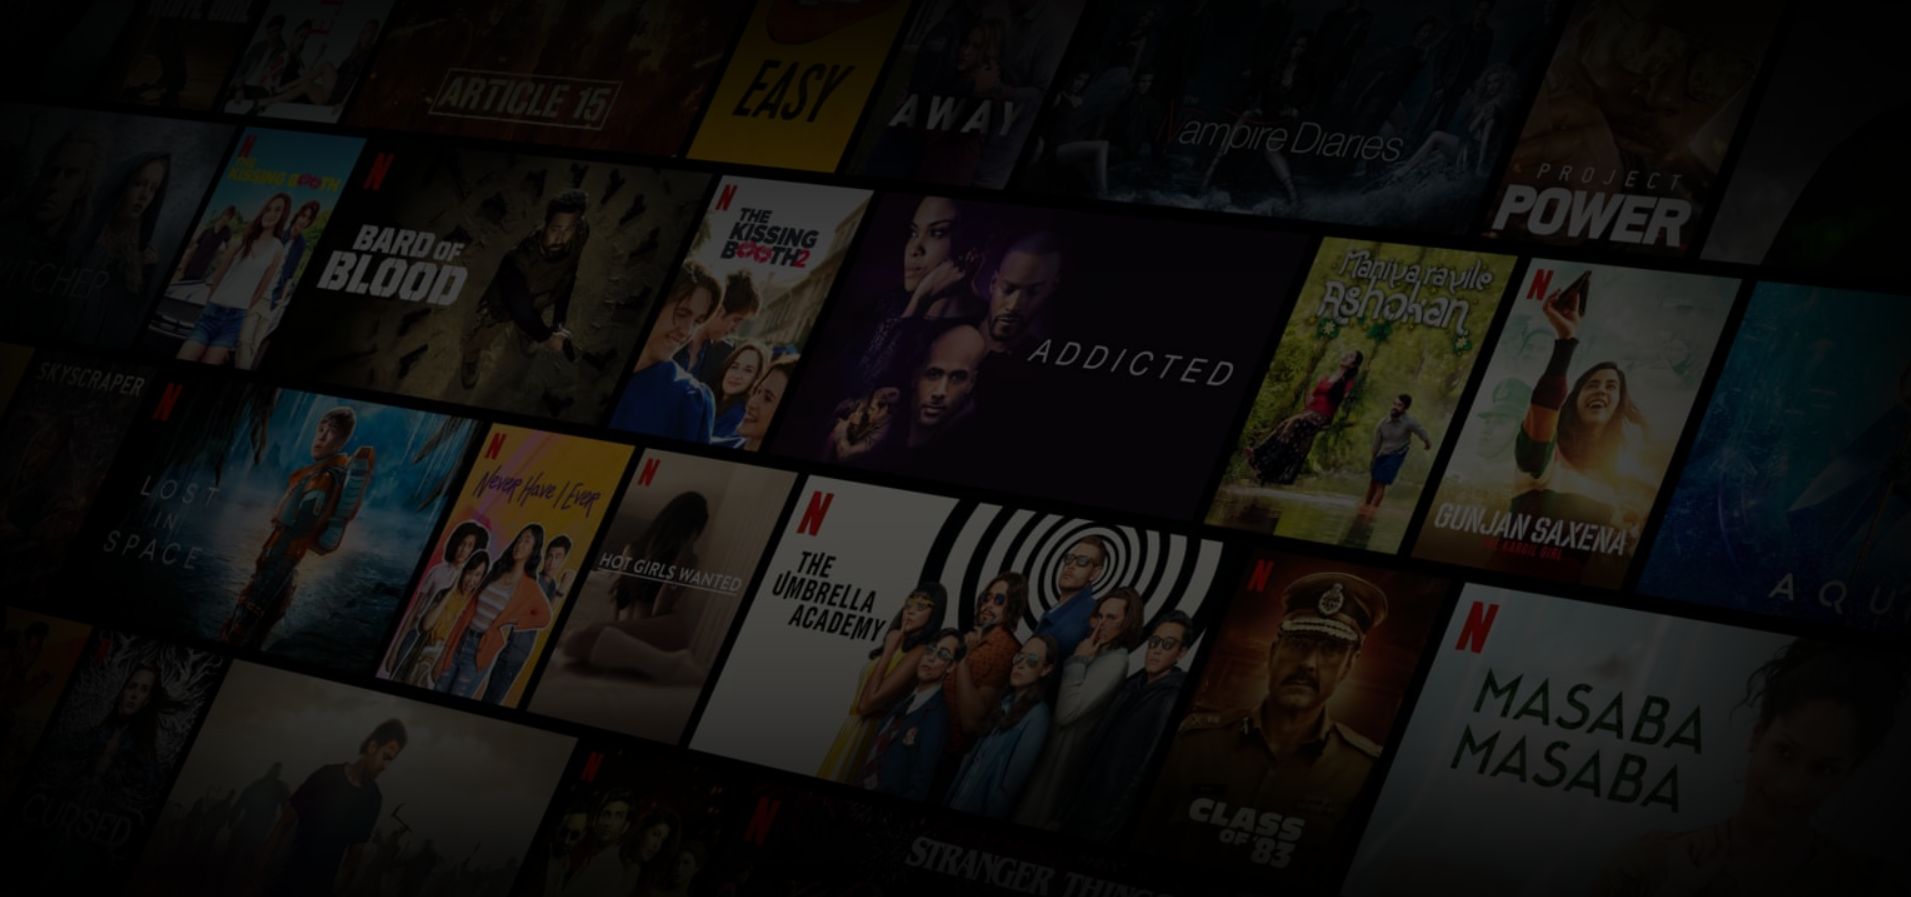 ARTICLE 15
EASY
AWAY
Vampire Diaries
PROJECT
POWER
WITCHER
THE
KISSING BOOTH
BARD OF
BLOOD
THE
KISSING
BOOTH2
ADDICTED
Maniyarayile
Ashokan
GUNJAN SAXENA
THE KARGIL GIRL
SKYSCRAPER
LOST
IN
SPACE
Never Have I Ever
HOT GIRLS WANTED
THE
UMBRELLA
ACADEMY
AQU
CURSED
CLASS
OF '83
MASABA
MASABA
STRANGER THINGS